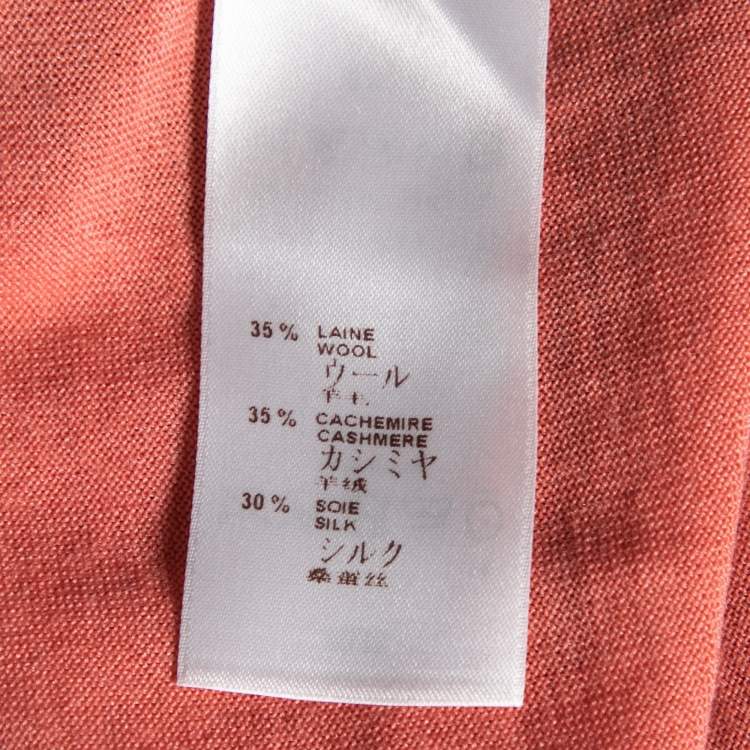 35 % LAINE
WOOL
ウール
羊毛
35 % CACHEMIRE
CASHMERE
カシミヤ
羊绒
30 % SOIE
SILK
シルク
桑蚕丝